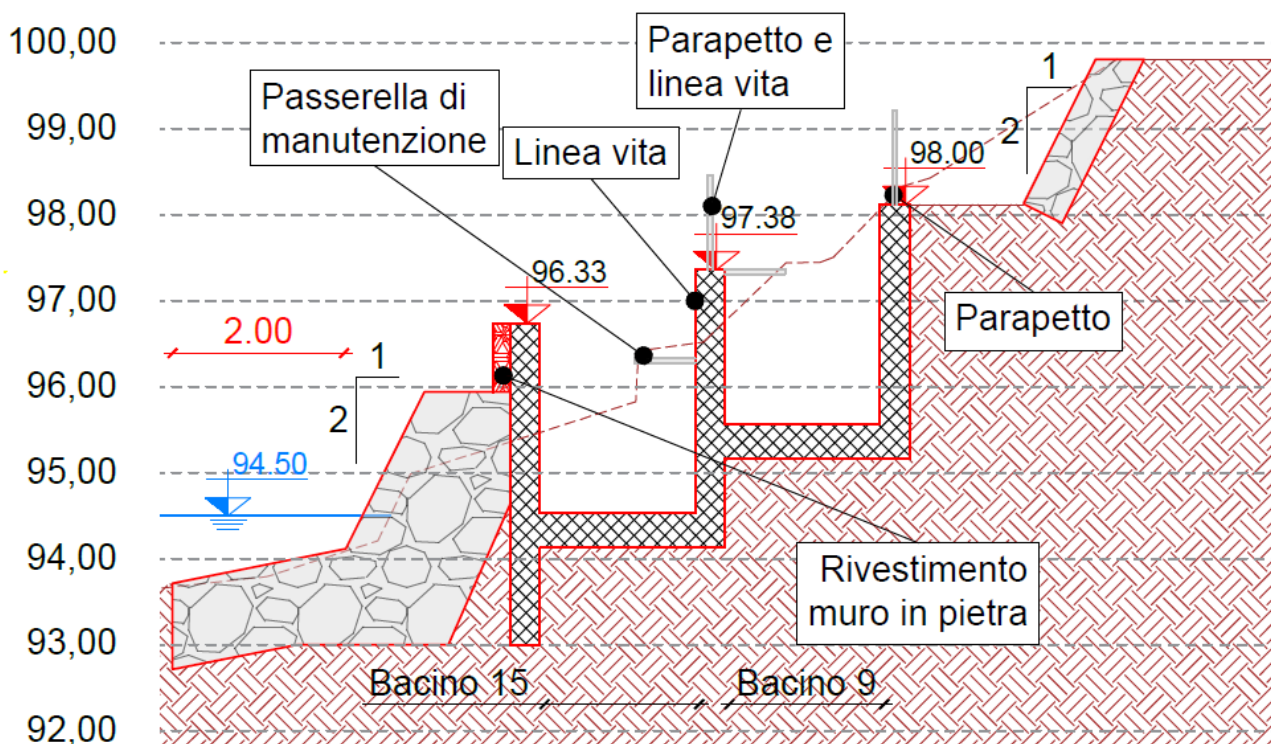 100,00
99,00
98,00
97,00
96,00
95,00
94,00
93,00
92,00
Parapetto e
linea vita
Passerella di
manutenzione
Linea vita
1
2
98.00
97.38
96.33
Parapetto
2.00
1
2
94.50
Rivestimento
muro in pietra
Bacino 15
Bacino 9